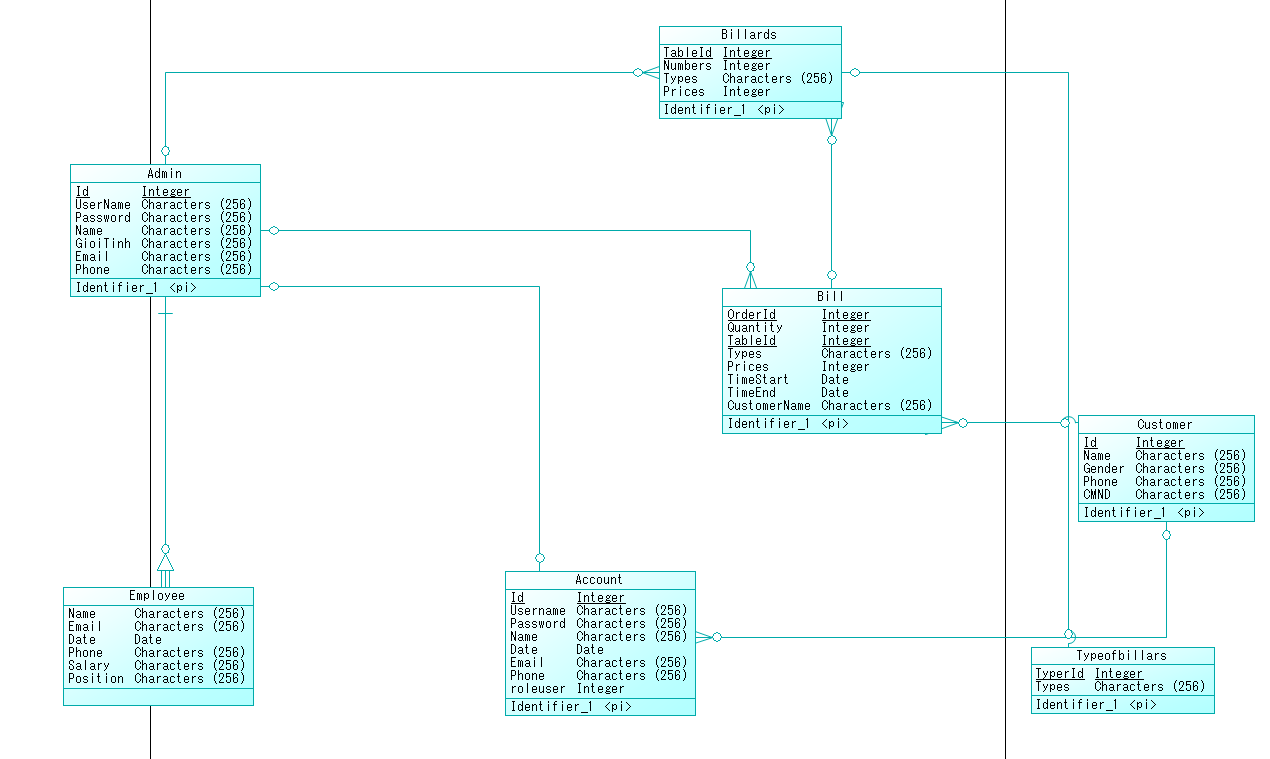 Billards
TableId Integer
Numbers Integer
Types Characters (256)
Prices Integer
Identifier_1 <pi>
Admin
Id Integer
UserName Characters (256)
Password Characters (256)
Name Characters (256)
GioiTinh Characters (256)
Email Characters (256)
Phone Characters (256)
Identifier_1 <pi>
Bill
OrderId Integer
Quantity Integer
TableId Integer
Types Characters (256)
Prices Integer
TimeStart Date
TimeEnd Date
CustomerName Characters (256)
Identifier_1 <pi>
Customer
Id Integer
Name Characters (256)
Gender Characters (256)
Phone Characters (256)
CMND Characters (256)
Identifier_1 <pi>
Employee
Name Characters (256)
Email Characters (256)
Date Date
Phone Characters (256)
Salary Characters (256)
Position Characters (256)
Account
Id Integer
Username Characters (256)
Password Characters (256)
Name Characters (256)
Date Date
Email Characters (256)
Phone Characters (256)
roleuser Integer
Identifier_1 <pi>
Typeofbillars
TyperId Integer
Types Characters (256)
Identifier_1 <pi>